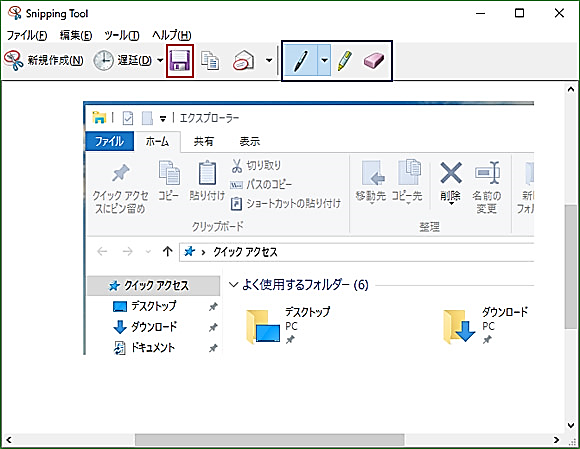 Snipping Tool
ファイル(F) 編集(E) ツール(T) ヘルプ(H)
新規作成(N) 遅延(D)
エクスプローラー
ファイル ホーム 共有 表示
クイック アクセスにピン留め
コピー
貼り付け
切り取り
パスのコピー
ショートカットの貼り付け
クリップボード
移動先 コピー先 削除 名前の変更
整理
新し
フォル
クイック アクセス
クイック アクセス
デスクトップ
ダウンロード
ドキュメント
よく使用するフォルダー (6)
デスクトップ
PC
ダウンロード
PC